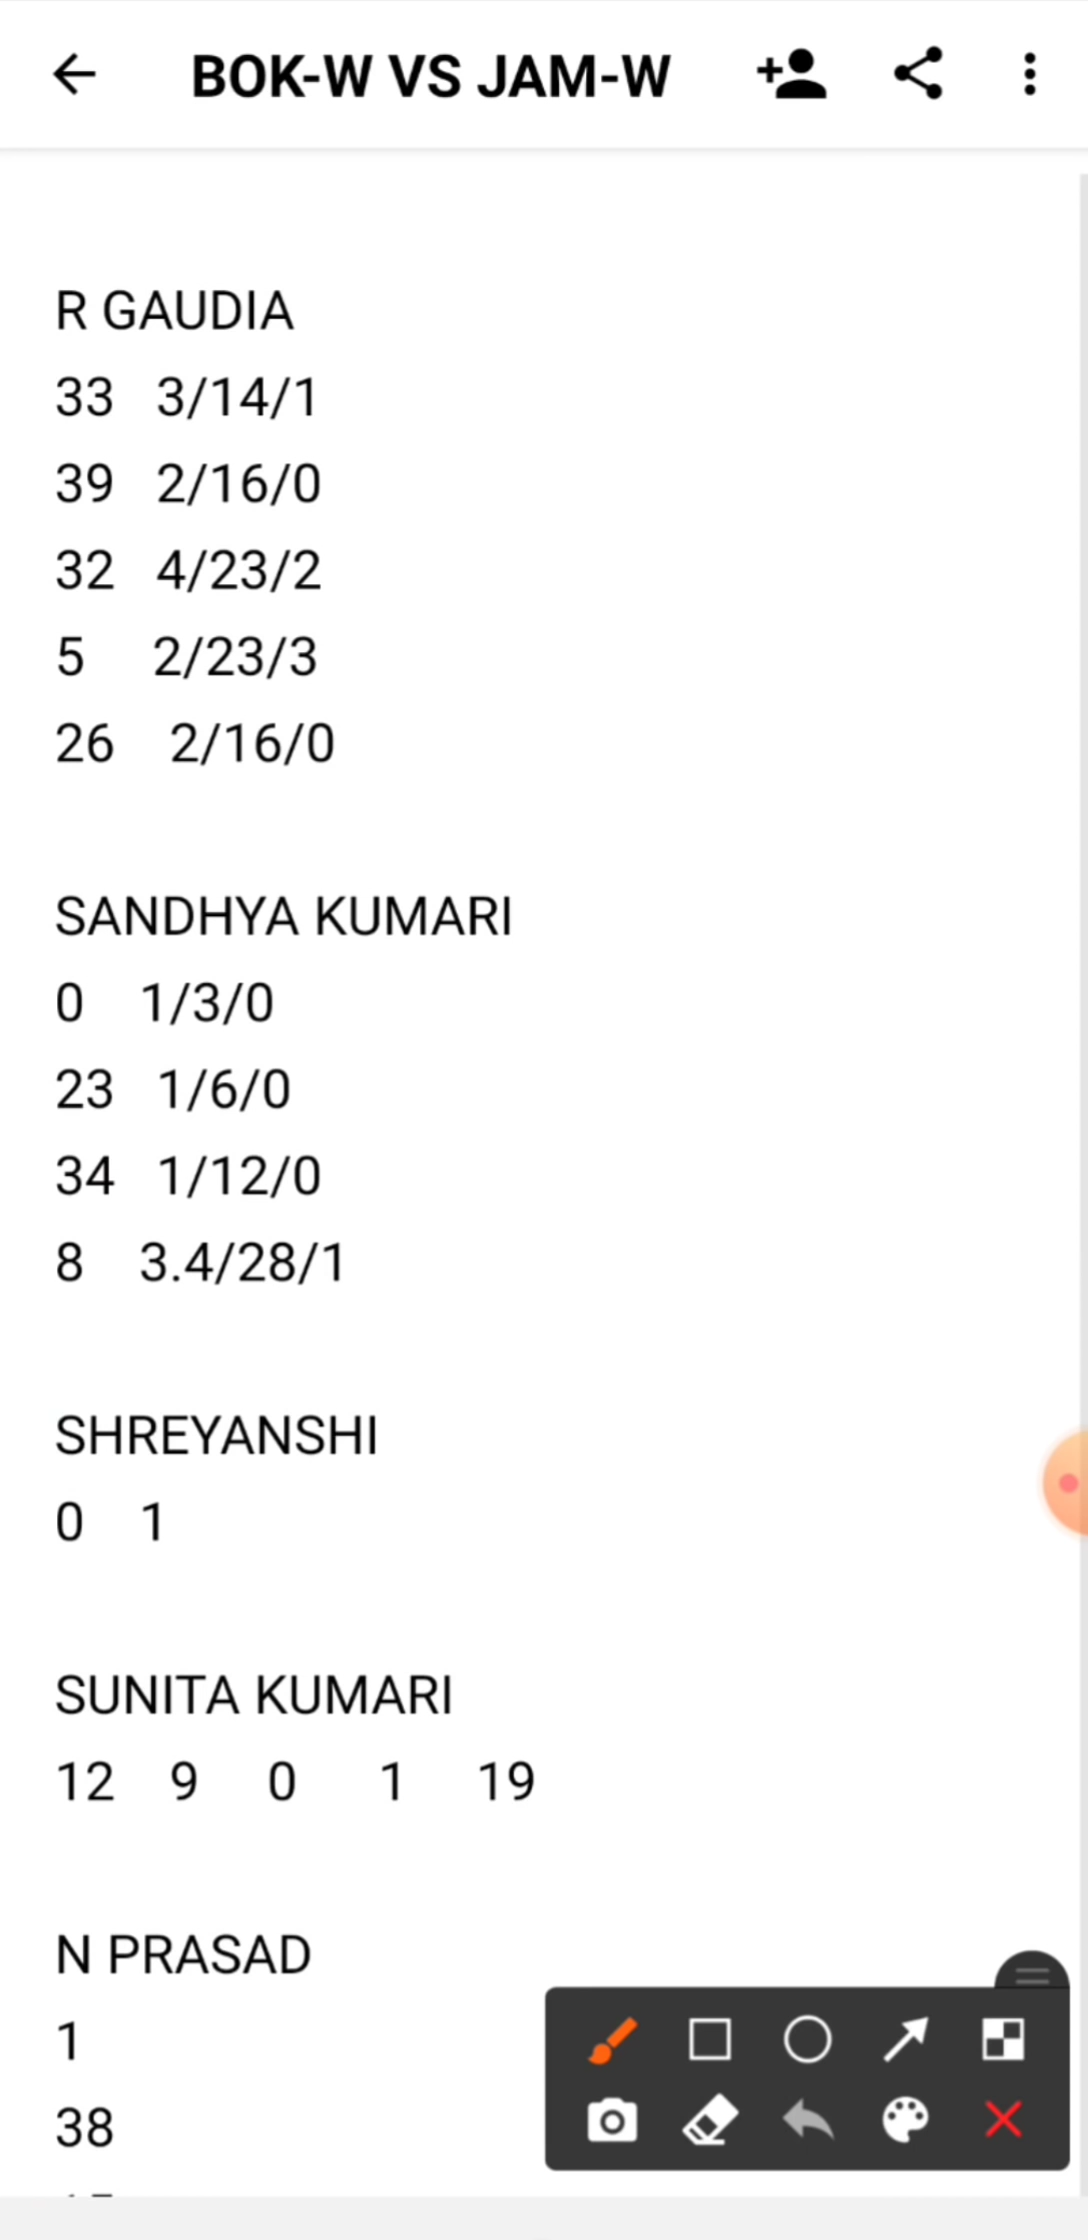 BOK-W VS JAM-W
R GAUDIA
33 3/14/1
39 2/16/0
32 4/23/2
5 2/23/3
26 2/16/0
SANDHYA KUMARI
0 1/3/0
23 1/6/0
34 1/12/0
8 3.4/28/1
SHREYANSHI
0 1
SUNITA KUMARI
12 9 0 1 19
N PRASAD
1
38